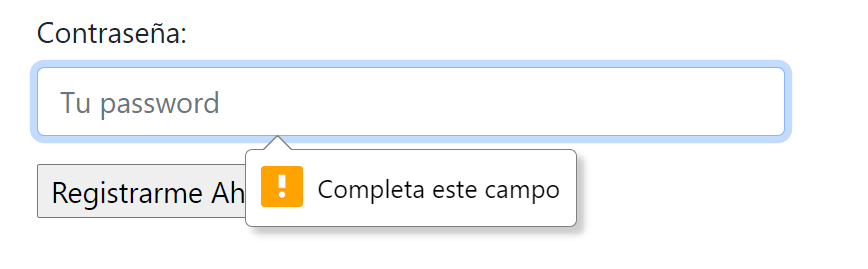 Contraseña:
Tu password
Registrarme Ah
Completa este campo